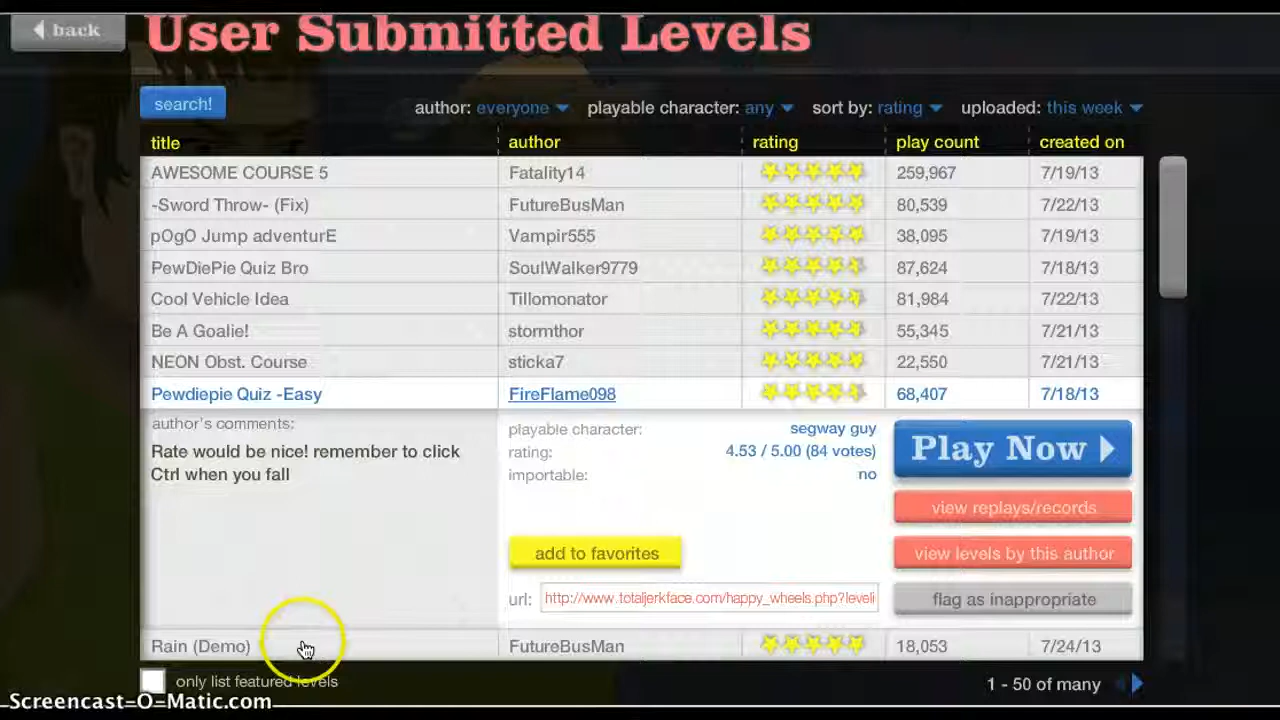 back
User Submitted Levels
search!
author: everyone playable character: any sort by: rating uploaded: this week
title author rating play count created on
AWESOME COURSE 5 Fatality14 259,967 7/19/13
-Sword Throw- (Fix) FutureBusMan 80,539 7/22/13
pOgO Jump adventurE Vampir555 38,095 7/19/13
PewDiePie Quiz Bro SoulWalker9779 87,624 7/18/13
Cool Vehicle Idea Tillomonator 81,984 7/22/13
Be A Goalie! stormthor 55,345 7/21/13
NEON Obst. Course sticka7 22,550 7/21/13
Pewdiepie Quiz -Easy FireFlame098 68,407 7/18/13
author's comments:
Rate would be nice! remember to click
Ctrl when you fall
playable character: segway guy
rating: 4.53 / 5.00 (84 votes)
importable: no
Play Now
view replays/records
add to favorites
view levels by this author
url: http://www.totaljerkface.com/happy_wheels.php?leveli
flag as inappropriate
Rain (Demo) FutureBusMan 18,053 7/24/13
only list featured levels
1 - 50 of many
Screencast-O-Matic.com